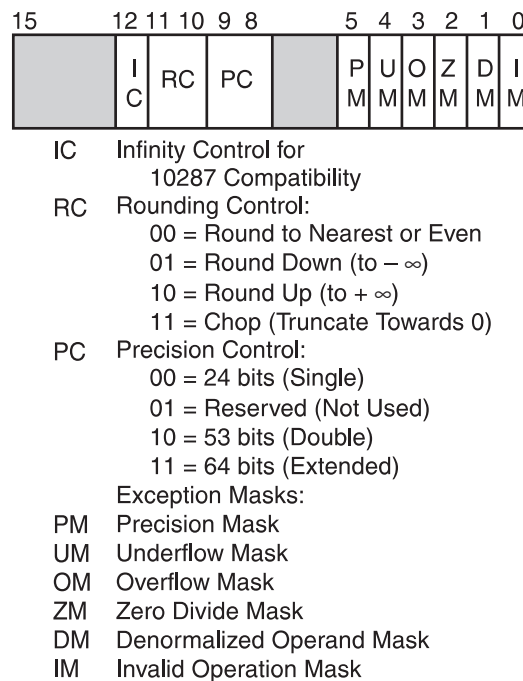 15 12 11 10 9 8 5 4 3 2 1 0
I C RC PC P M U M O M Z M D M I M
IC Infinity Control for
10287 Compatibility
RC Rounding Control:
00 = Round to Nearest or Even
01 = Round Down (to – ∞)
10 = Round Up (to + ∞)
11 = Chop (Truncate Towards 0)
PC Precision Control:
00 = 24 bits (Single)
01 = Reserved (Not Used)
10 = 53 bits (Double)
11 = 64 bits (Extended)
Exception Masks:
PM Precision Mask
UM Underflow Mask
OM Overflow Mask
ZM Zero Divide Mask
DM Denormalized Operand Mask
IM Invalid Operation Mask